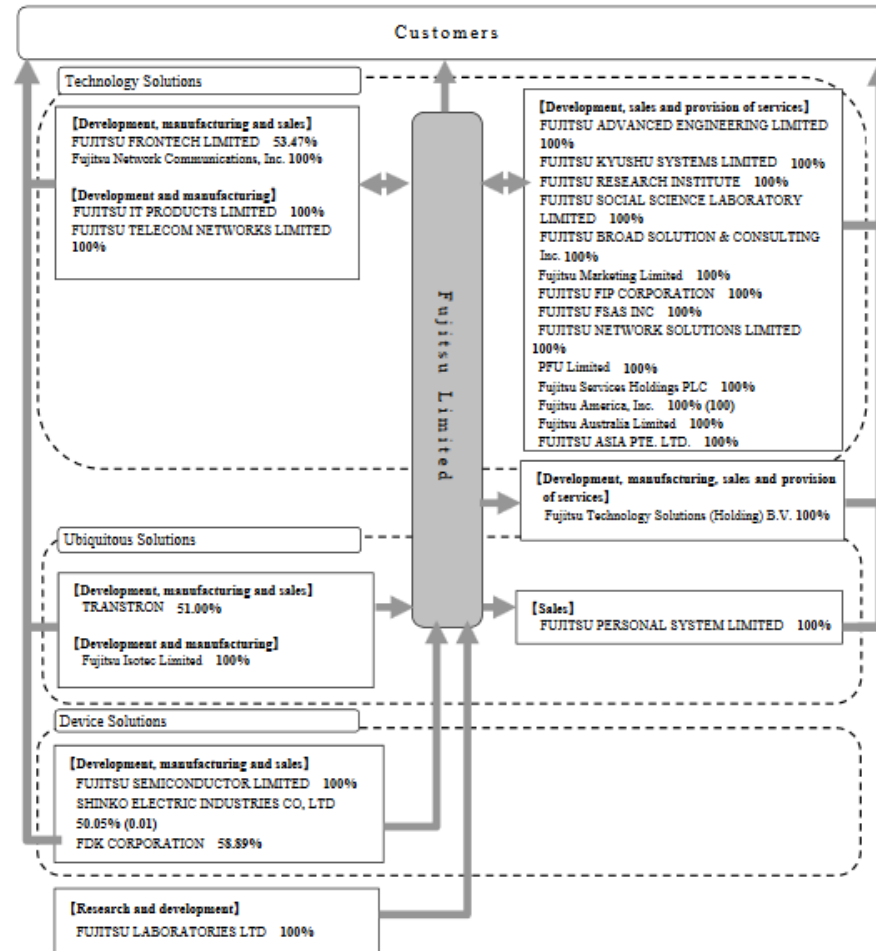 Customers
Technology Solutions
【Development, manufacturing and sales】
FUJITSU FRONTECH LIMITED 53.47%
Fujitsu Network Communications, Inc. 100%
【Development and manufacturing】
FUJITSU IT PRODUCTS LIMITED 100%
FUJITSU TELECOM NETWORKS LIMITED
100%
Fujitsu Limited
【Development, sales and provision of services】
FUJITSU ADVANCED ENGINEERING LIMITED
100%
FUJITSU KYUSHU SYSTEMS LIMITED 100%
FUJITSU RESEARCH INSTITUTE 100%
FUJITSU SOCIAL SCIENCE LABORATORY
LIMITED 100%
FUJITSU BROAD SOLUTION & CONSULTING
Inc. 100%
Fujitsu Marketing Limited 100%
FUJITSU FIP CORPORATION 100%
FUJITSU FSAS INC 100%
FUJITSU NETWORK SOLUTIONS LIMITED
100%
PFU Limited 100%
Fujitsu Services Holdings PLC 100%
Fujitsu America, Inc. 100% (100)
Fujitsu Australia Limited 100%
FUJITSU ASIA PTE. LTD. 100%
【Development, manufacturing, sales and provision
of services】
Fujitsu Technology Solutions (Holding) B.V. 100%
Ubiquitous Solutions
【Development, manufacturing and sales】
TRANSTRON 51.00%
【Development and manufacturing】
Fujitsu Isotec Limited 100%
【Sales】
FUJITSU PERSONAL SYSTEM LIMITED 100%
Device Solutions
【Development, manufacturing and sales】
FUJITSU SEMICONDUCTOR LIMITED 100%
SHINKO ELECTRIC INDUSTRIES CO, LTD
50.05% (0.01)
FDK CORPORATION 58.89%
【Research and development】
FUJITSU LABORATORIES LTD 100%